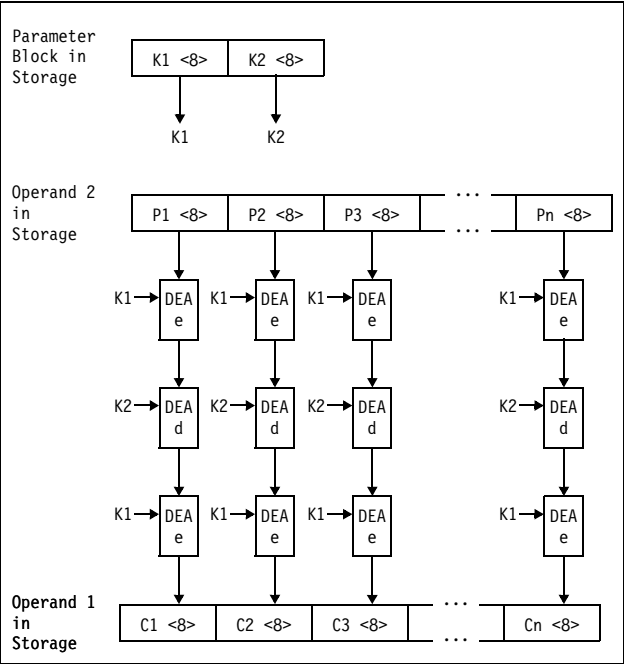 Parameter
Block in
Storage
K1 <8> K2 <8>
K1 K2
Operand 2
in
Storage
...
P1 <8> P2 <8> P3 <8> Pn <8>
...
K1 DEA K1 DEA K1 DEA K1 DEA
e e e e
K2 DEA K2 DEA K2 DEA K2 DEA
d d d d
K1 DEA K1 DEA K1 DEA K1 DEA
e e e e
Operand 1
in
Storage
...
C1 <8> C2 <8> C3 <8> Cn <8>
...